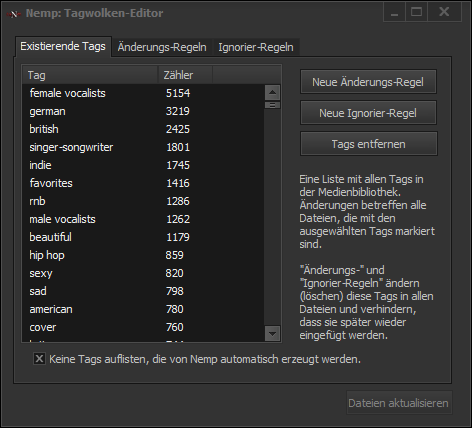 Nemp: Tagwolken-Editor
Existierende Tags Änderungs-Regeln Ignorier-Regeln
Tag Zähler
female vocalists 5154
german 3219
british 2425
singer-songwriter 1801
indie 1745
favorites 1416
rnb 1286
male vocalists 1262
beautiful 1179
hip hop 859
sexy 820
sad 798
american 780
cover 760
Neue Änderungs-Regel
Neue Ignorier-Regel
Tags entfernen
Eine Liste mit allen Tags in
der Medienbibliothek.
Änderungen betreffen alle
Dateien, die mit den
ausgewählten Tags markiert
sind.
"Änderungs-" und
"Ignorier-Regeln" ändern
(löschen) diese Tags in allen
Dateien und verhindern,
dass sie später wieder
eingefügt werden.
Keine Tags auflisten, die von Nemp automatisch erzeugt werden.
Dateien aktualisieren